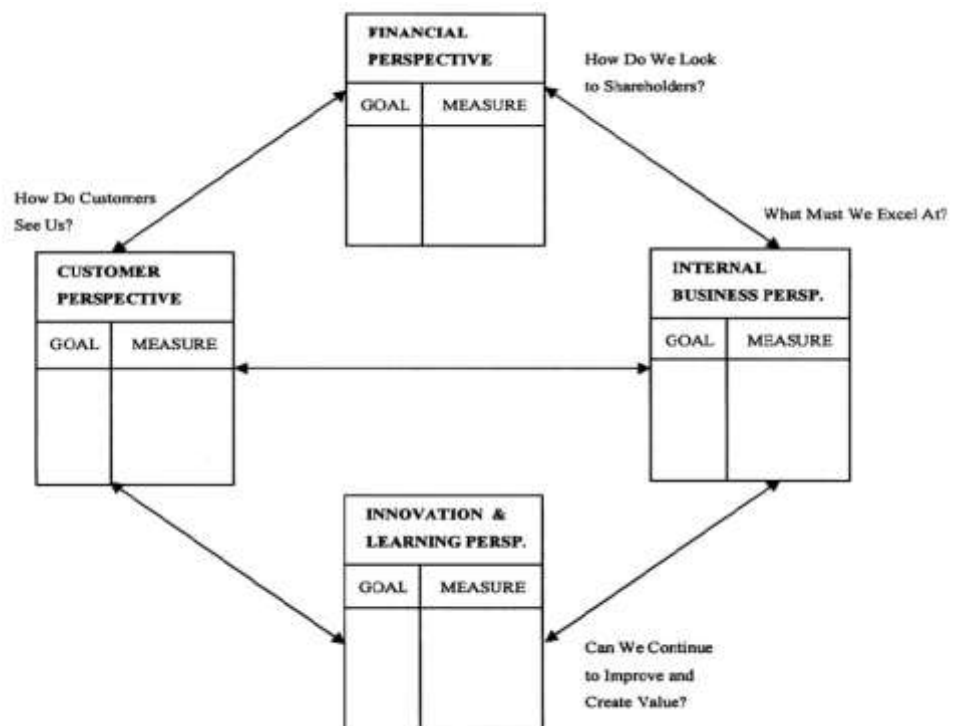 FINANCIAL
PERSPECTIVE
GOAL MEASURE
How Do We Look
to Shareholders?
How Do Customers
See Us?
What Must We Excel At?
CUSTOMER
PERSPECTIVE
GOAL MEASURE
INTERNAL
BUSINESS PERSP.
GOAL MEASURE
INNOVATION &
LEARNING PERSP.
GOAL MEASURE
Can We Continue
to Improve and
Create Value?